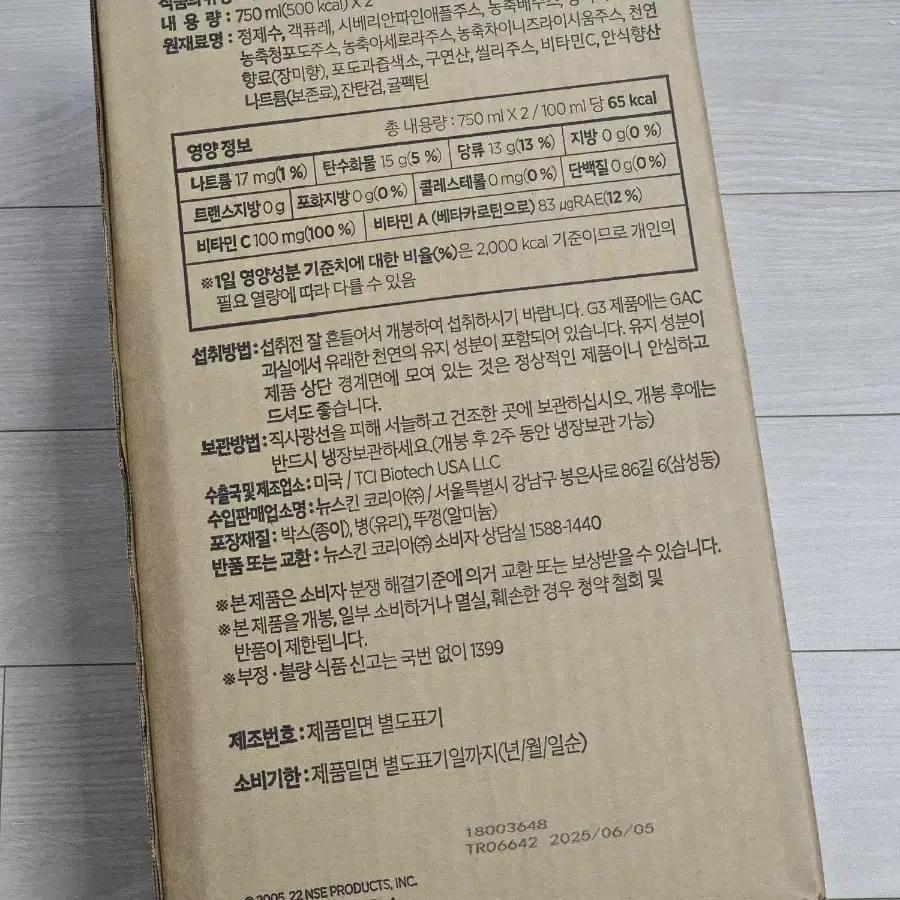 내 용 량 : 750 ml(500 kcal) X 2
원재료명 : 정제수, 객퓨레, 시베리안파인애플주스, 농축배주스,
농축청포도주스, 농축아세로라주스, 농축차이니즈라이시움주스, 천연
향료(장미향), 포도과즙색소, 구연산, 씰리주스, 비타민C, 안식향산
나트륨(보존료), 잔탄검, 귤펙틴
영양 정보 총 내용량 : 750 ml X 2 / 100 ml 당 65 kcal
나트륨 17 mg(1 %) 탄수화물 15 g(5 %) 당류 13 g(13 %) 지방 0 g(0 %)
트랜스지방 0 g 포화지방 0 g(0 %) 콜레스테롤 0 mg(0 %) 단백질 0 g(0 %)
비타민 C 100 mg(100 %) 비타민 A (베타카로틴으로) 83 μgRAE(12 %)
※1일 영양성분 기준치에 대한 비율(%)은 2,000 kcal 기준이므로 개인의
필요 열량에 따라 다를 수 있음
섭취방법 : 섭취전 잘 흔들어서 개봉하여 섭취하시기 바랍니다. G3 제품에는 GAC
과실에서 유래한 천연의 유지 성분이 포함되어 있습니다. 유지 성분이
제품 상단 경계면에 모여 있는 것은 정상적인 제품이니 안심하고
드셔도 좋습니다.
보관방법 : 직사광선을 피해 서늘하고 건조한 곳에 보관하십시오. 개봉 후에는
반드시 냉장보관하세요.(개봉 후 2주 동안 냉장보관 가능)
수출국 및 제조업소 : 미국 / TCI Biotech USA LLC
수입판매업소명 : 뉴스킨 코리아㈜ / 서울특별시 강남구 봉은사로 86길 6(삼성동)
포장재질 : 박스(종이), 병(유리), 뚜껑(알미늄)
반품 또는 교환 : 뉴스킨 코리아㈜ 소비자 상담실 1588-1440
※본 제품은 소비자 분쟁 해결기준에 의거 교환 또는 보상받을 수 있습니다.
※본 제품을 개봉, 일부 소비하거나 멸실, 훼손한 경우 청약 철회 및
반품이 제한됩니다.
※부정·불량 식품 신고는 국번 없이 1399
제조번호 : 제품밑면 별도표기
소비기한 : 제품밑면 별도표기일까지(년/월/일순)
18003648
TR06642 2025/06/05
© 2005, 22 NSE PRODUCTS, INC.